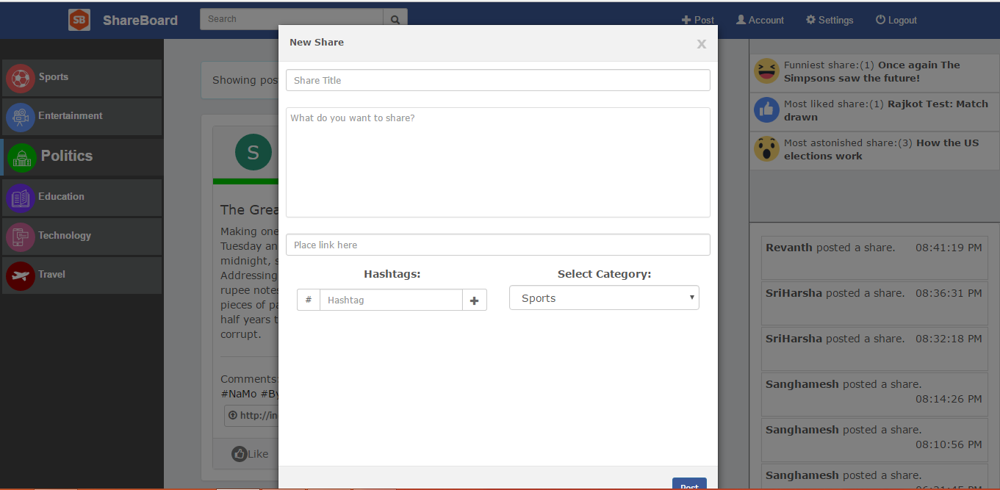 SB
ShareBoard
Search
Post
Account
Settings
Logout
Sports
Entertainment
Politics
Education
Technology
Travel
Showing pos
S
The Grea
Making one
Tuesday an
midnight, s
Addressing
rupee notes
pieces of pa
half years t
corrupt.
Comments:
#NaMo #By
http://in
Like
New Share
X
Share Title
What do you want to share?
Place link here
Hashtags:
Select Category:
# Hashtag
Sports
Post
Funniest share:(1) Once again The
Simpsons saw the future!
Most liked share:(1) Rajkot Test: Match
drawn
Most astonished share:(3) How the US
elections work
Revanth posted a share. 08:41:19 PM
SriHarsha posted a share. 08:36:31 PM
SriHarsha posted a share. 08:32:18 PM
Sanghamesh posted a share.
08:14:26 PM
Sanghamesh posted a share.
08:10:56 PM
Sanghamesh posted a share.